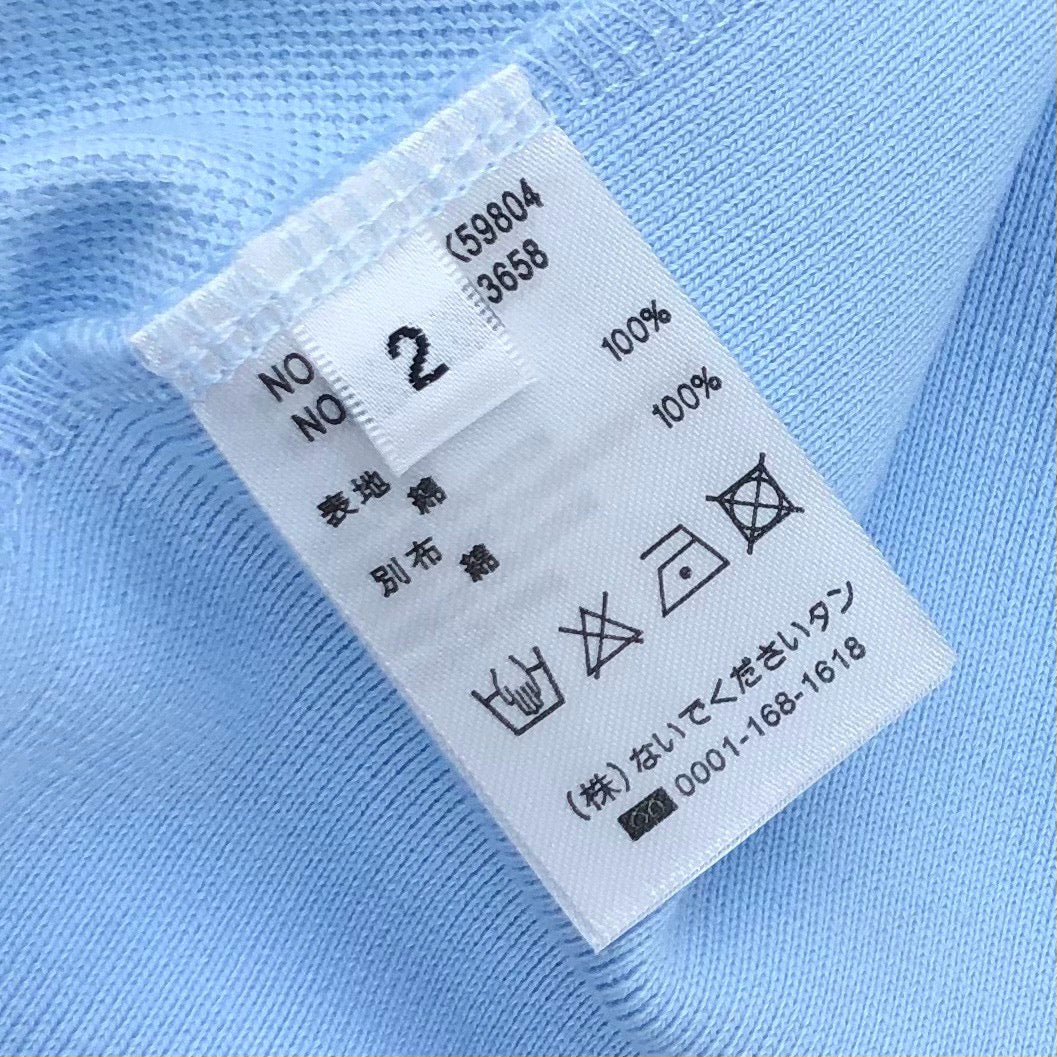 NO
NO
2
(59804
3658
表地 綿 100%
別布 綿 100%
(株)ないでくださいタン
0001-168-1618